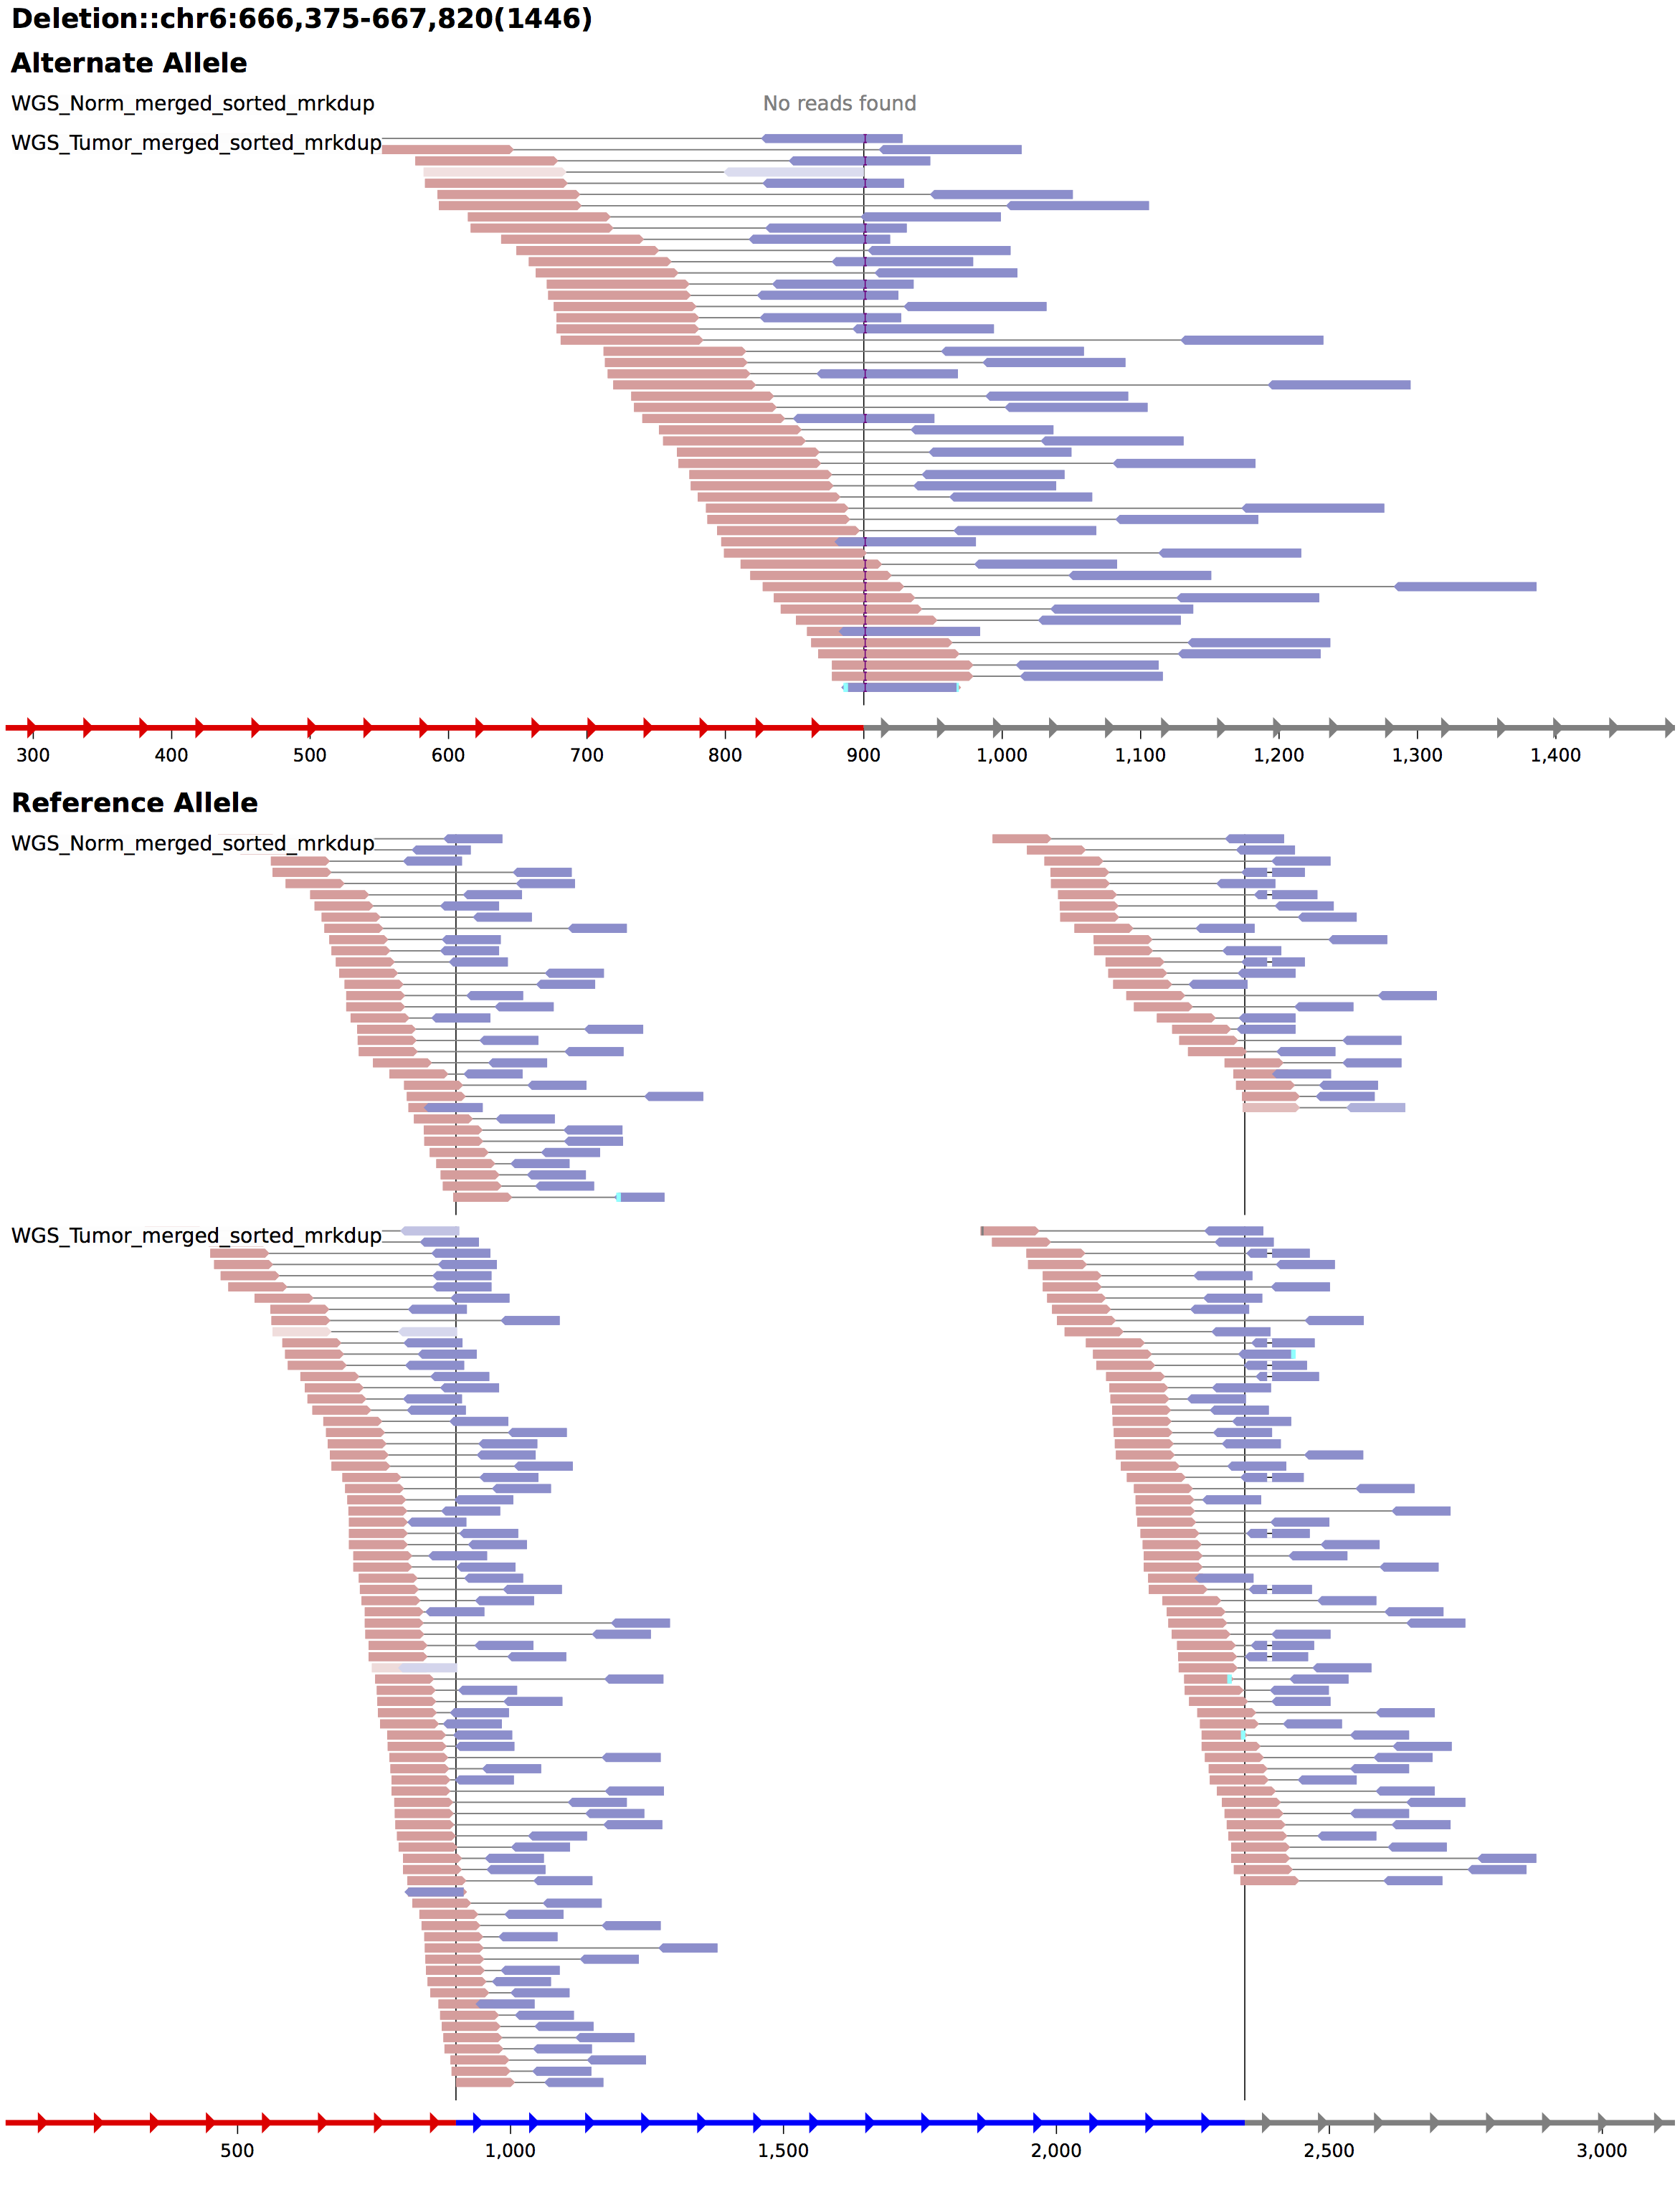 Deletion::chr6:666,375-667,820(1446)
Alternate Allele
WGS_Norm_merged_sorted_mrkdup No reads found
WGS_Tumor_merged_sorted_mrkdup
300 400 500 600 700 800 900 1,000 1,100 1,200 1,300 1,400
Reference Allele
WGS_Norm_merged_sorted_mrkdup
WGS_Tumor_merged_sorted_mrkdup
500 1,000 1,500 2,000 2,500 3,000